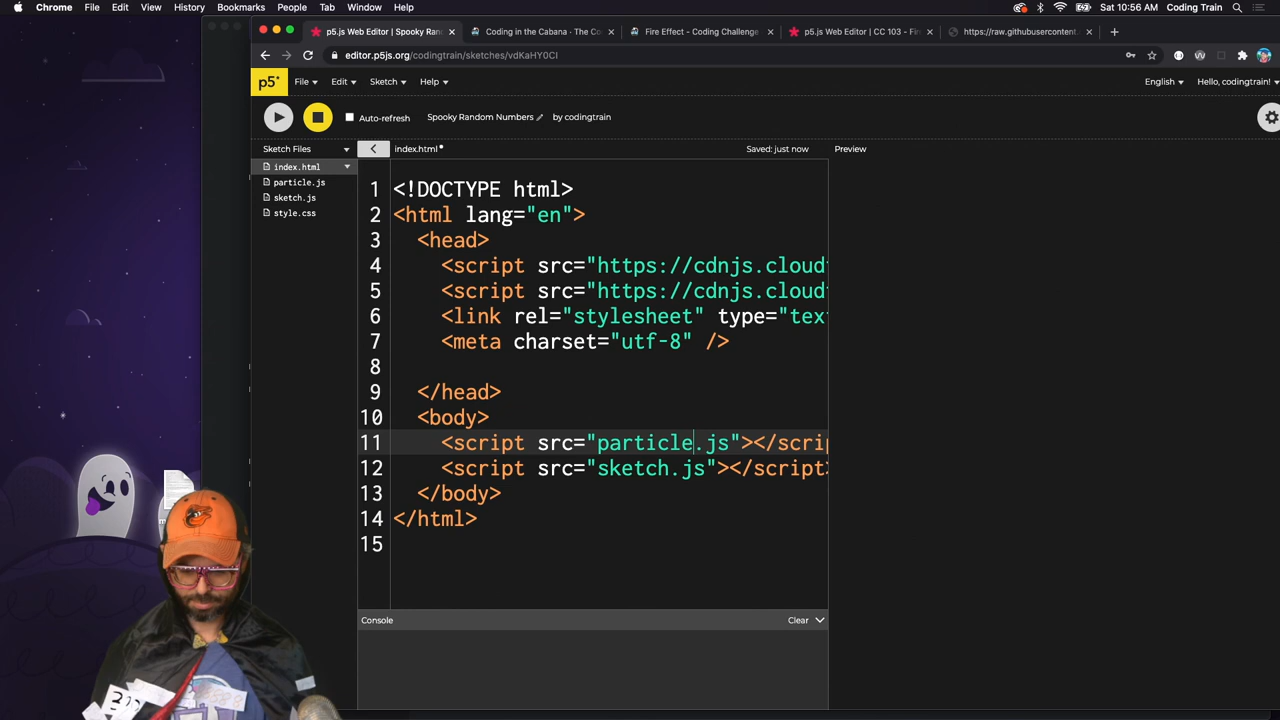 Chrome File Edit View History Bookmarks People Tab Window Help Sat 10:56 AM Coding Train
p5.js Web Editor | Spooky Ran × Coding in the Cabana · The Co × Fire Effect - Coding Challenge × p5.js Web Editor | CC 103 - Fir × https://raw.githubusercontent. × +
editor.p5js.org/codingtrain/sketches/vdKaHY0CI
p5* File Edit Sketch Help English Hello, codingtrain!
Auto-refresh Spooky Random Numbers by codingtrain
Sketch Files index.html Saved: just now Preview
index.html
particle.js
sketch.js
style.css
1 <!DOCTYPE html>
2 <html lang="en">
3 <head>
4 <script src="https://cdnjs.cloud
5 <script src="https://cdnjs.cloud
6 <link rel="stylesheet" type="tex
7 <meta charset="utf-8" />
8
9 </head>
10 <body>
11 <script src="particle.js"></scrip
12 <script src="sketch.js"></script>
13 </body>
14 </html>
15
Console Clear